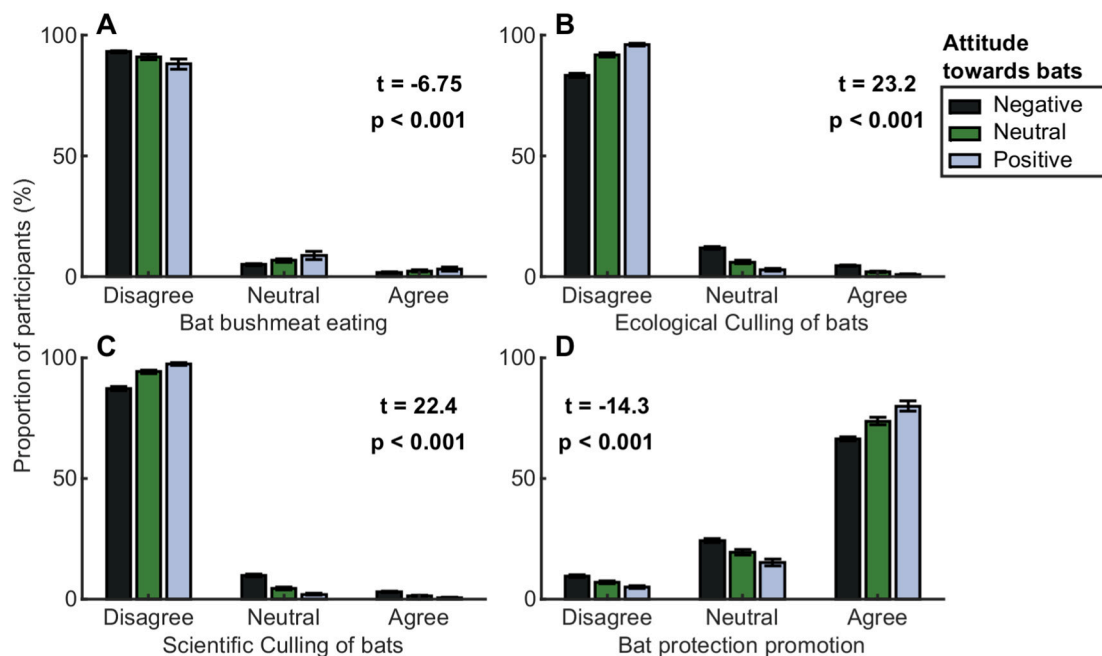 Proportion of participants (%)
A
100
50
0
t = -6.75
p < 0.001
Disagree Neutral Agree
Bat bushmeat eating
B
100
50
0
t = 23.2
p < 0.001
Disagree Neutral Agree
Ecological Culling of bats
Attitude
towards bats
Negative
Neutral
Positive
C
100
50
0
t = 22.4
p < 0.001
Disagree Neutral Agree
Scientific Culling of bats
D
100
50
0
t = -14.3
p < 0.001
Disagree Neutral Agree
Bat protection promotion